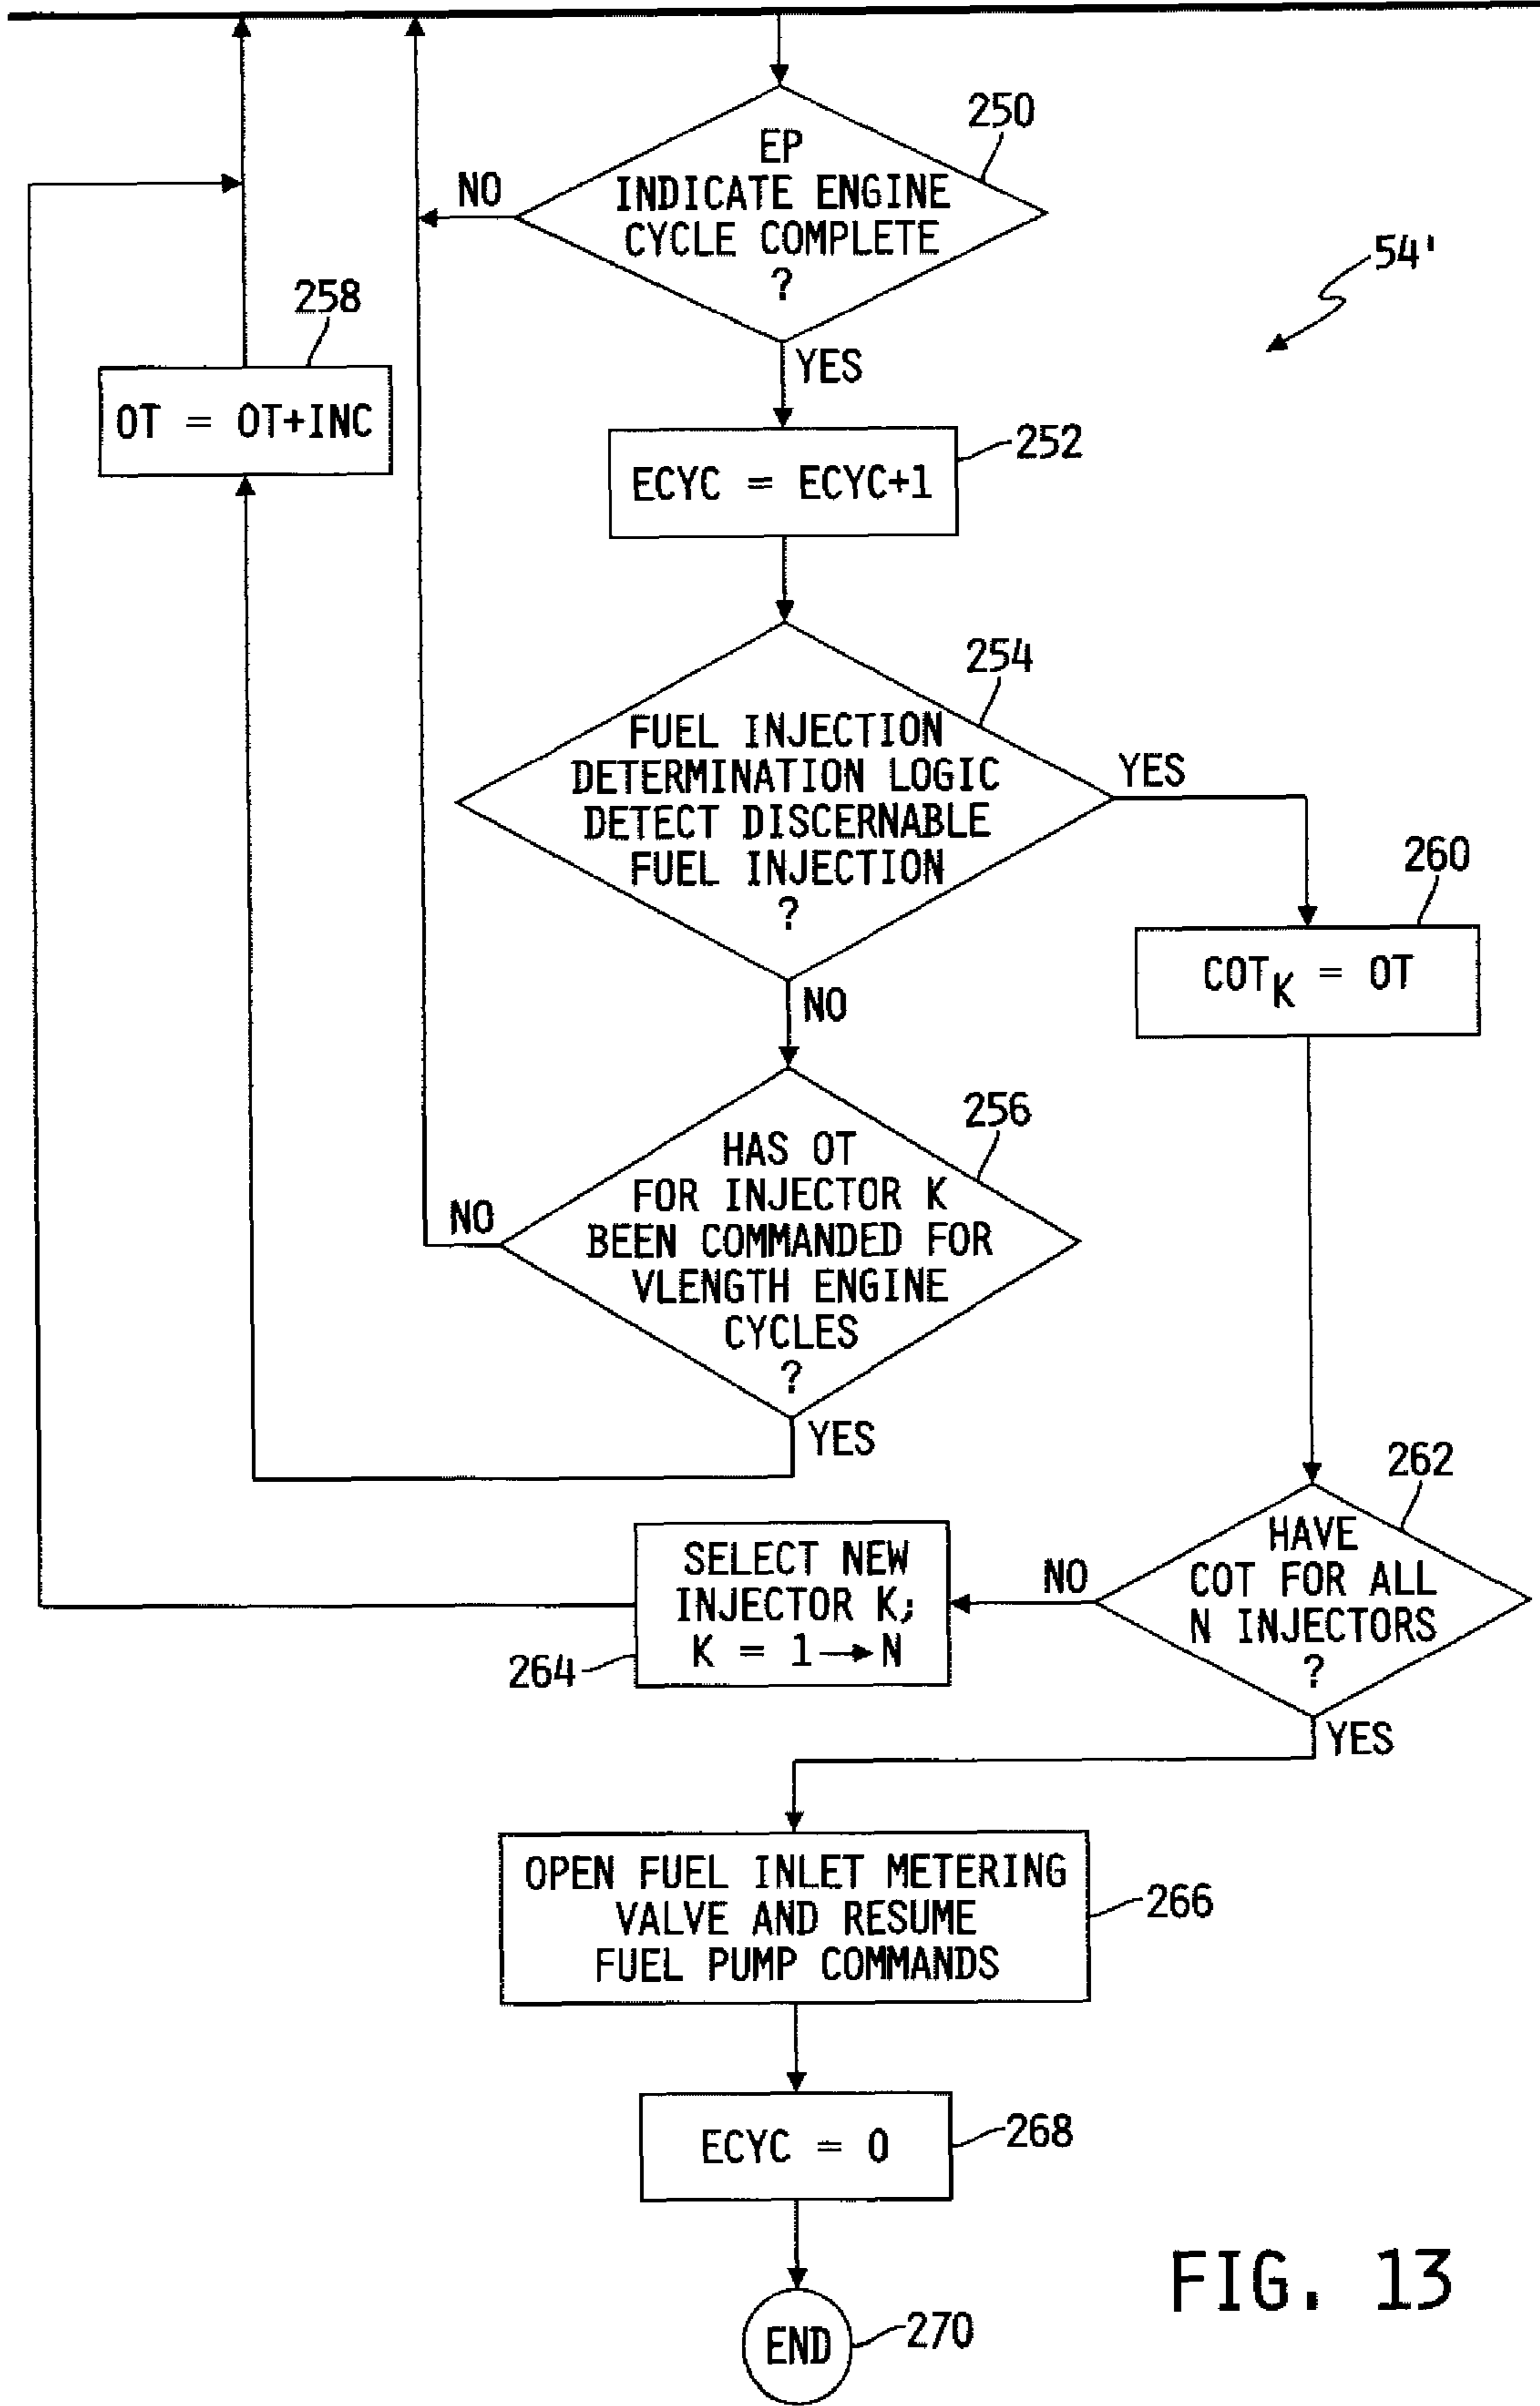 250
EP
INDICATE ENGINE
CYCLE COMPLETE
?
NO
YES
54'
258
OT = OT+INC
252
ECYC = ECYC+1
254
FUEL INJECTION
DETERMINATION LOGIC
DETECT DISCERNABLE
FUEL INJECTION
?
YES
NO
260
COTK = OT
256
HAS OT
FOR INJECTOR K
BEEN COMMANDED FOR
VLENGTH ENGINE
CYCLES
?
NO
YES
262
HAVE
COT FOR ALL
N INJECTORS
?
NO
YES
SELECT NEW
INJECTOR K;
K = 1→N
264
OPEN FUEL INLET METERING
VALVE AND RESUME
FUEL PUMP COMMANDS
266
ECYC = 0
268
END
270
FIG. 13